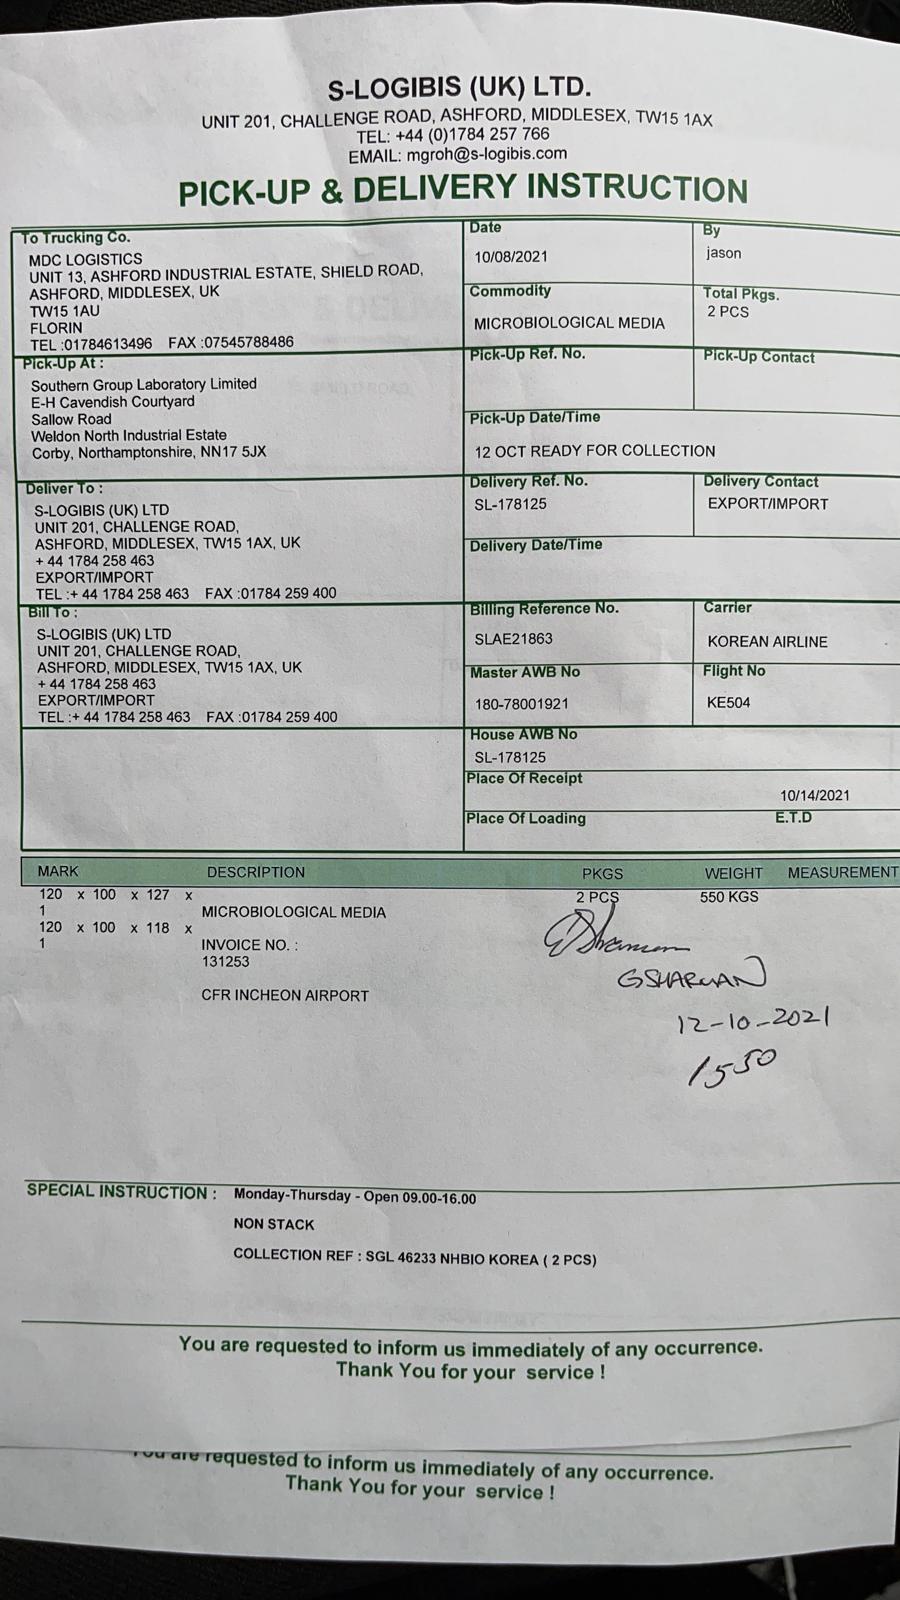 S-LOGIBIS (UK) LTD.
UNIT 201, CHALLENGE ROAD, ASHFORD, MIDDLESEX, TW15 1AX
TEL: +44 (0)1784 257 766
EMAIL: mgroh@s-logibis.com
PICK-UP & DELIVERY INSTRUCTION
To Trucking Co.
MDC LOGISTICS
UNIT 13, ASHFORD INDUSTRIAL ESTATE, SHIELD ROAD,
ASHFORD, MIDDLESEX, UK
TW15 1AU
FLORIN
TEL :01784613496 FAX :07545788486
Date
10/08/2021
By
jason
Commodity
MICROBIOLOGICAL MEDIA
Total Pkgs.
2 PCS
Pick-Up At :
Southern Group Laboratory Limited
E-H Cavendish Courtyard
Sallow Road
Weldon North Industrial Estate
Corby, Northamptonshire, NN17 5JX
Pick-Up Ref. No.
Pick-Up Contact
Pick-Up Date/Time
12 OCT READY FOR COLLECTION
Deliver To :
S-LOGIBIS (UK) LTD
UNIT 201, CHALLENGE ROAD,
ASHFORD, MIDDLESEX, TW15 1AX, UK
+ 44 1784 258 463
EXPORT/IMPORT
TEL :+ 44 1784 258 463 FAX :01784 259 400
Delivery Ref. No.
SL-178125
Delivery Contact
EXPORT/IMPORT
Delivery Date/Time
Bill To :
S-LOGIBIS (UK) LTD
UNIT 201, CHALLENGE ROAD,
ASHFORD, MIDDLESEX, TW15 1AX, UK
+ 44 1784 258 463
EXPORT/IMPORT
TEL :+ 44 1784 258 463 FAX :01784 259 400
Billing Reference No.
SLAE21863
Carrier
KOREAN AIRLINE
Master AWB No
180-78001921
Flight No
KE504
House AWB No
SL-178125
Place Of Receipt
10/14/2021
Place Of Loading E.T.D
MARK DESCRIPTION PKGS WEIGHT MEASUREMENT
120 x 100 x 127 x 2 PCS 550 KGS
1 MICROBIOLOGICAL MEDIA
120 x 100 x 118 x
1 INVOICE NO. :
131253
CFR INCHEON AIRPORT
G SHARMAN
12-10-2021
1550
SPECIAL INSTRUCTION : Monday-Thursday - Open 09.00-16.00
NON STACK
COLLECTION REF : SGL 46233 NHBIO KOREA ( 2 PCS)
You are requested to inform us immediately of any occurrence.
Thank You for your service !
You are requested to inform us immediately of any occurrence.
Thank You for your service !